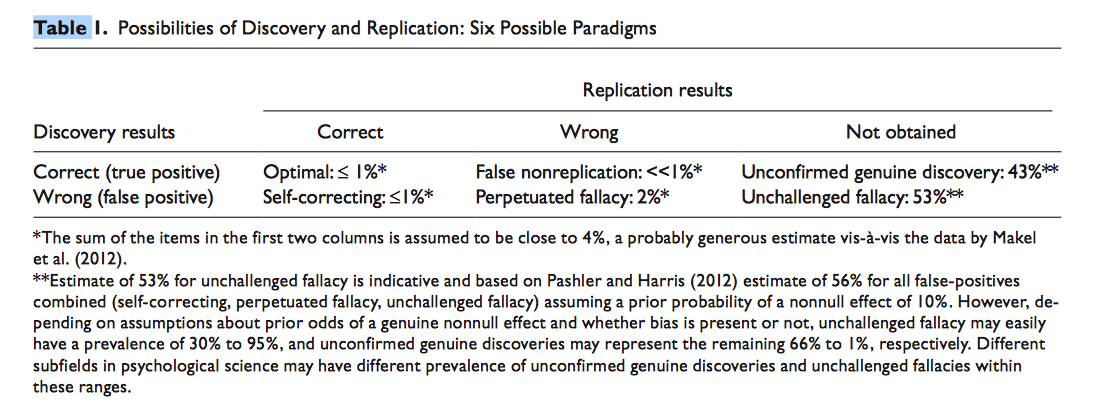 Table 1. Possibilities of Discovery and Replication: Six Possible Paradigms
Replication results
Discovery results Correct Wrong Not obtained
Correct (true positive) Optimal: ≤ 1%* False nonreplication: <<1%* Unconfirmed genuine discovery: 43%**
Wrong (false positive) Self-correcting: ≤1%* Perpetuated fallacy: 2%* Unchallenged fallacy: 53%**
*The sum of the items in the first two columns is assumed to be close to 4%, a probably generous estimate vis-à-vis the data by Makel
et al. (2012).
**Estimate of 53% for unchallenged fallacy is indicative and based on Pashler and Harris (2012) estimate of 56% for all false-positives
combined (self-correcting, perpetuated fallacy, unchallenged fallacy) assuming a prior probability of a nonnull effect of 10%. However, de-
pending on assumptions about prior odds of a genuine nonnull effect and whether bias is present or not, unchallenged fallacy may easily
have a prevalence of 30% to 95%, and unconfirmed genuine discoveries may represent the remaining 66% to 1%, respectively. Different
subfields in psychological science may have different prevalence of unconfirmed genuine discoveries and unchallenged fallacies within
these ranges.